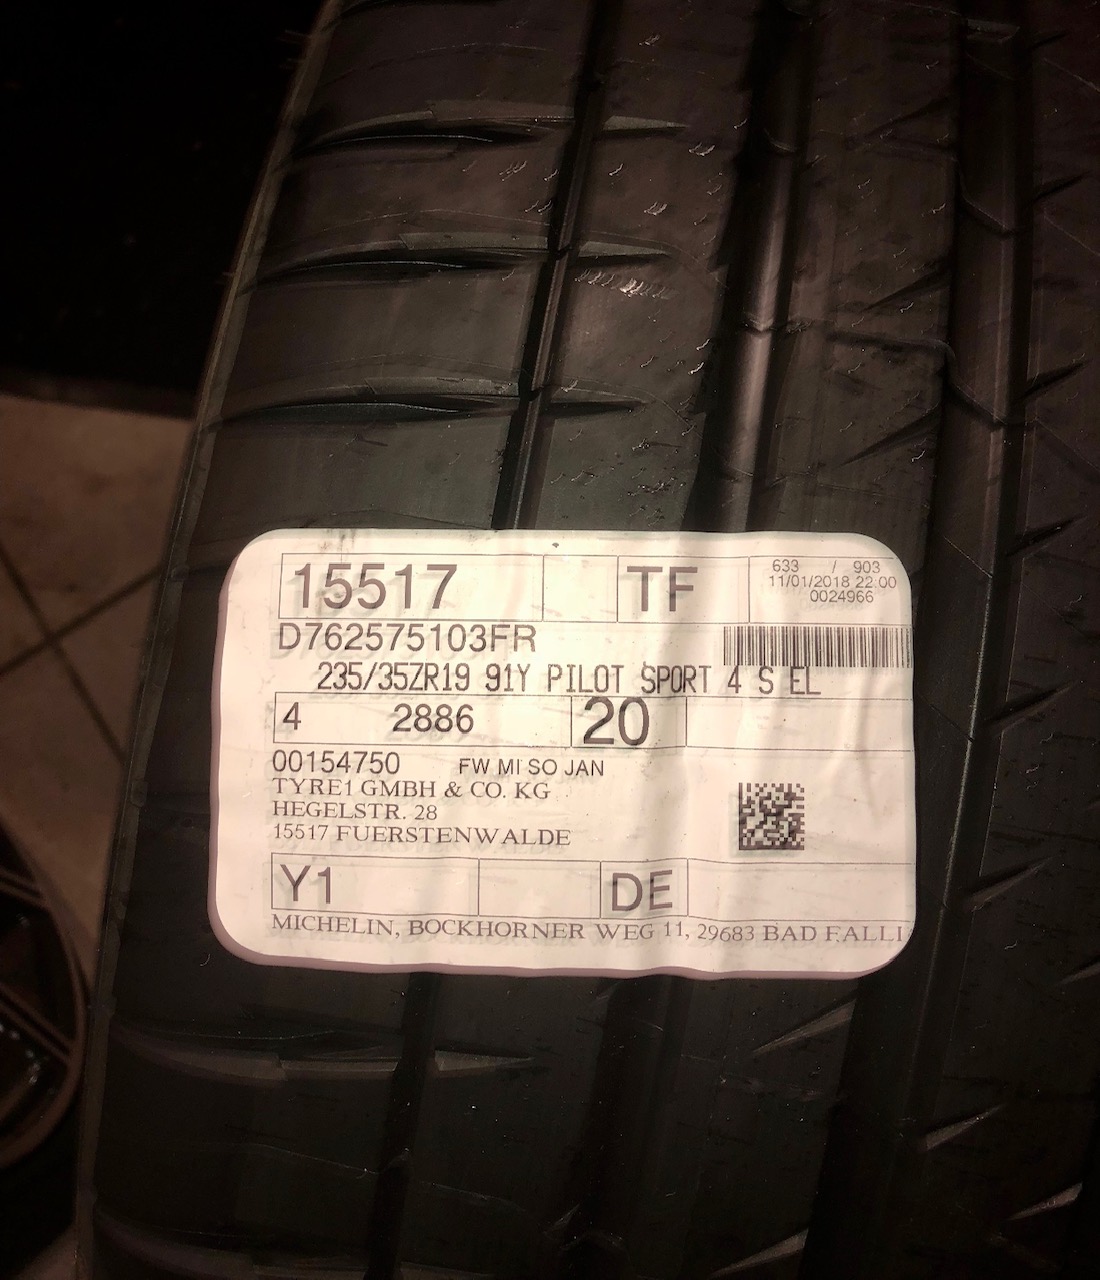 15517 TF 633 / 903
11/01/2018 22:00
0024966
D762575103FR
235/35ZR19 91Y PILOT SPORT 4 S EL
4 2886 20
00154750 FW MI SO JAN
TYRE1 GMBH & CO. KG
HEGELSTR. 28
15517 FUERSTENWALDE
Y1 DE
MICHELIN, BOCKHORNER WEG 11, 29683 BAD FALLI